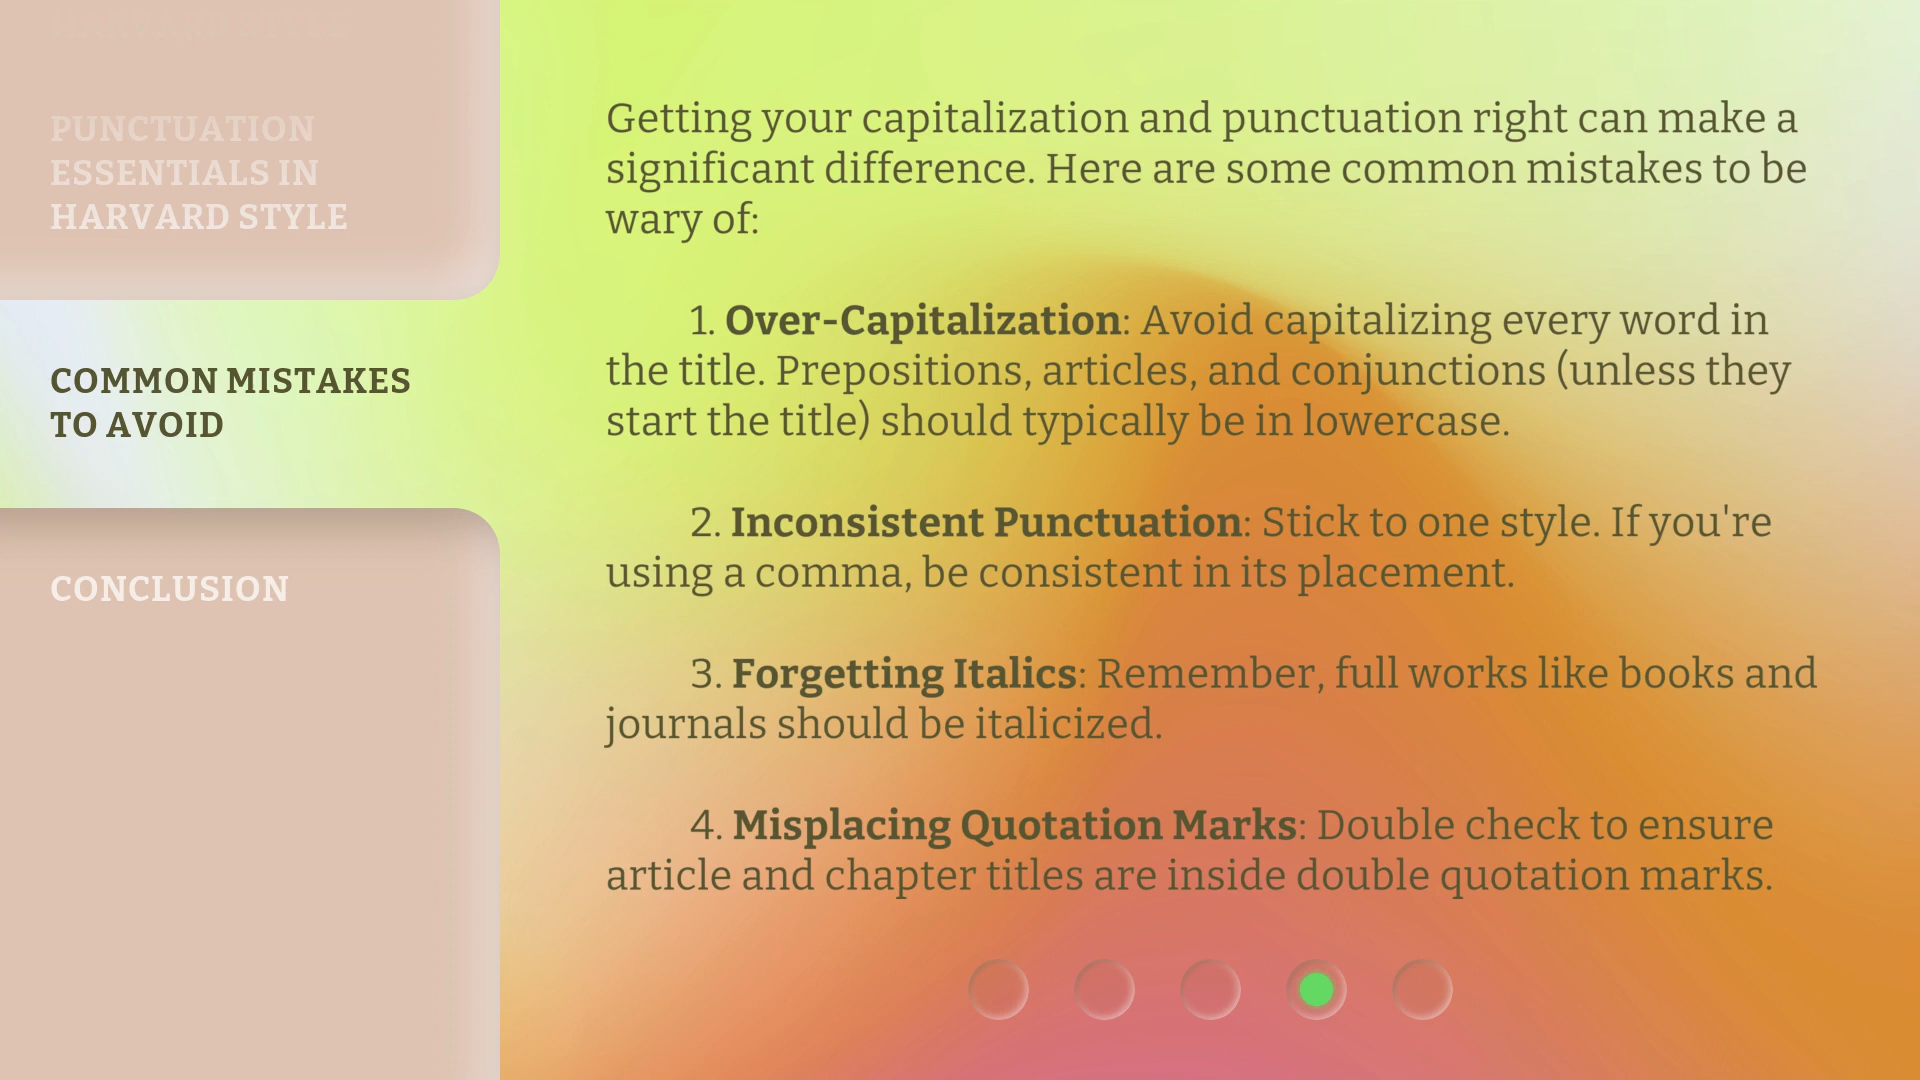 HARVARD STYLE
PUNCTUATION
ESSENTIALS IN
HARVARD STYLE
COMMON MISTAKES
TO AVOID
CONCLUSION
Getting your capitalization and punctuation right can make a
significant difference. Here are some common mistakes to be
wary of:
1. Over-Capitalization: Avoid capitalizing every word in
the title. Prepositions, articles, and conjunctions (unless they
start the title) should typically be in lowercase.
2. Inconsistent Punctuation: Stick to one style. If you're
using a comma, be consistent in its placement.
3. Forgetting Italics: Remember, full works like books and
journals should be italicized.
4. Misplacing Quotation Marks: Double check to ensure
article and chapter titles are inside double quotation marks.